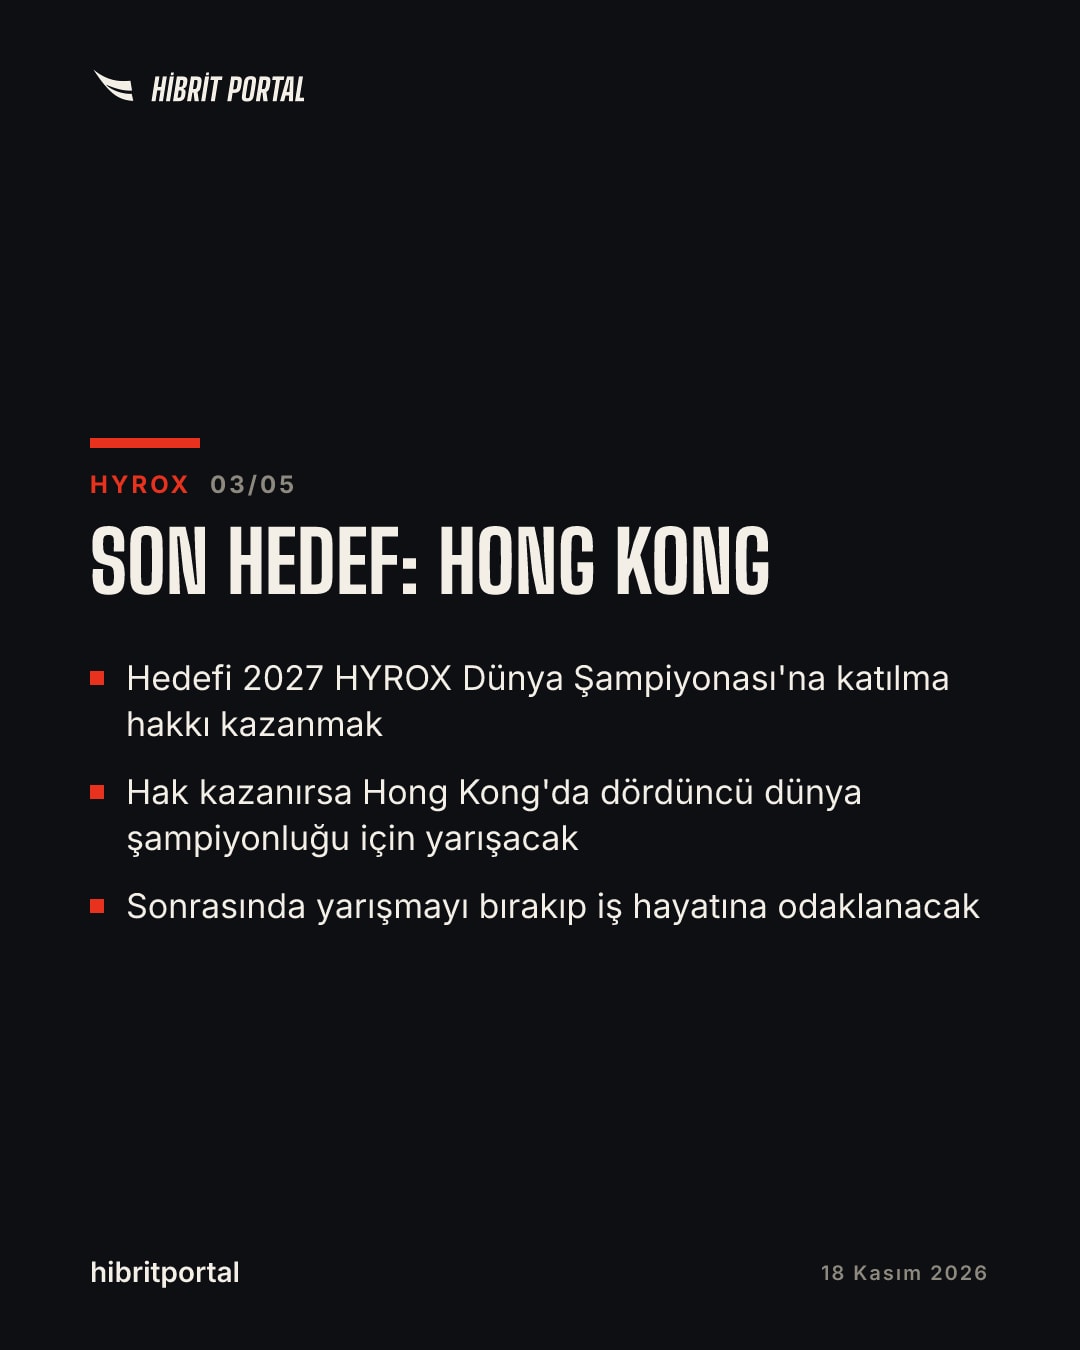 HİBRİT PORTAL
HYROX 03/05
SON HEDEF: HONG KONG
Hedefi 2027 HYROX Dünya Şampiyonası'na katılma
hakkı kazanmak
Hak kazanırsa Hong Kong'da dördüncü dünya
şampiyonluğu için yarışacak
Sonrasında yarışmayı bırakıp iş hayatına odaklanacak
hibritportal
18 Kasım 2026